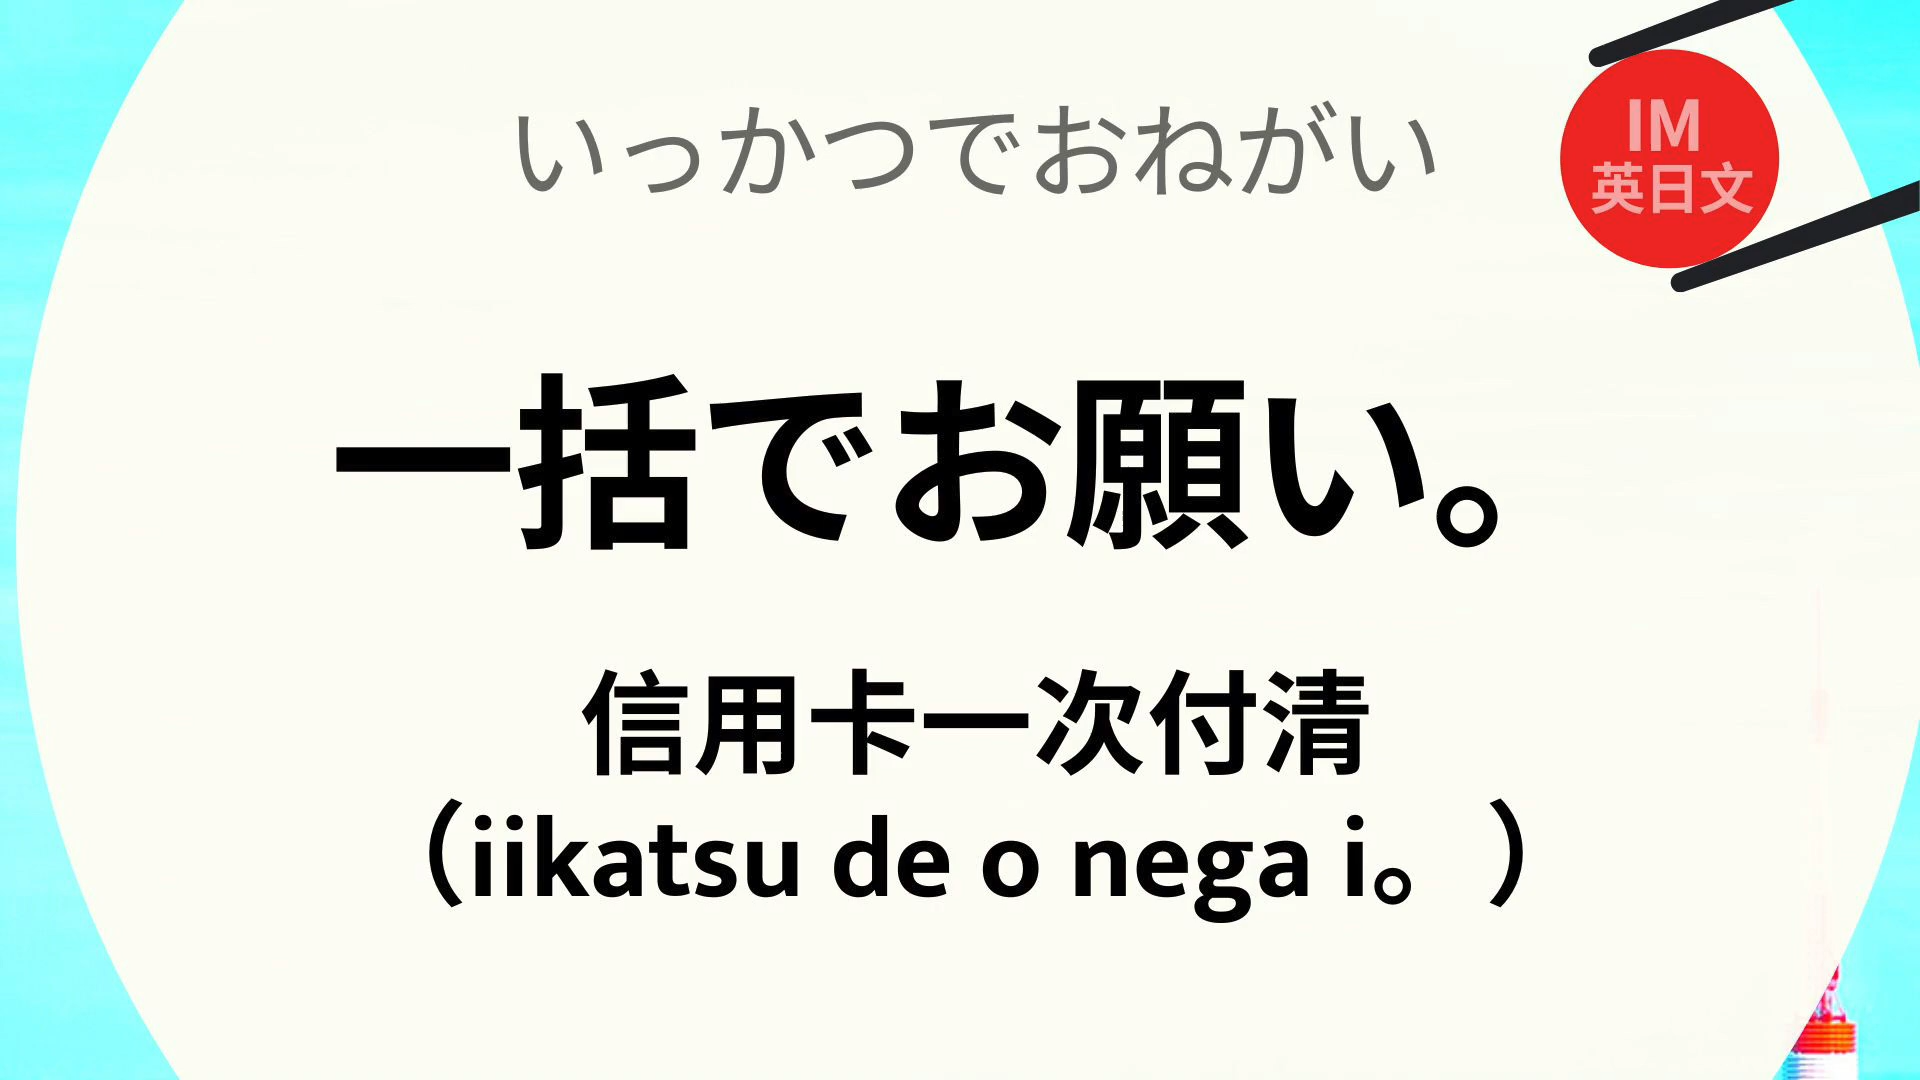 いっかつでおねがい
IM
英日文
一括でお願い。
信用卡一次付清
（iikatsu de o nega i。）